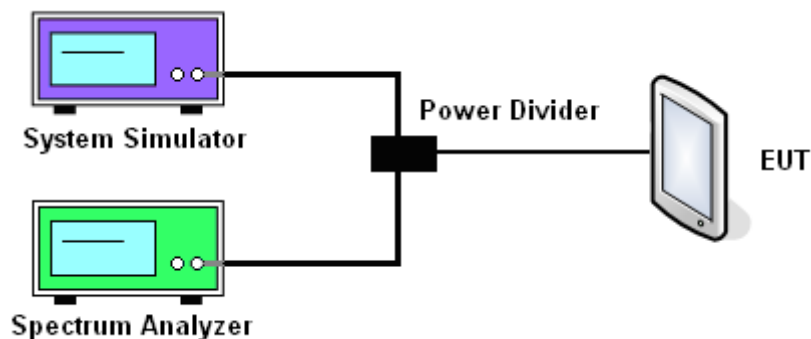 System Simulator
Power Divider
EUT
Spectrum Analyzer